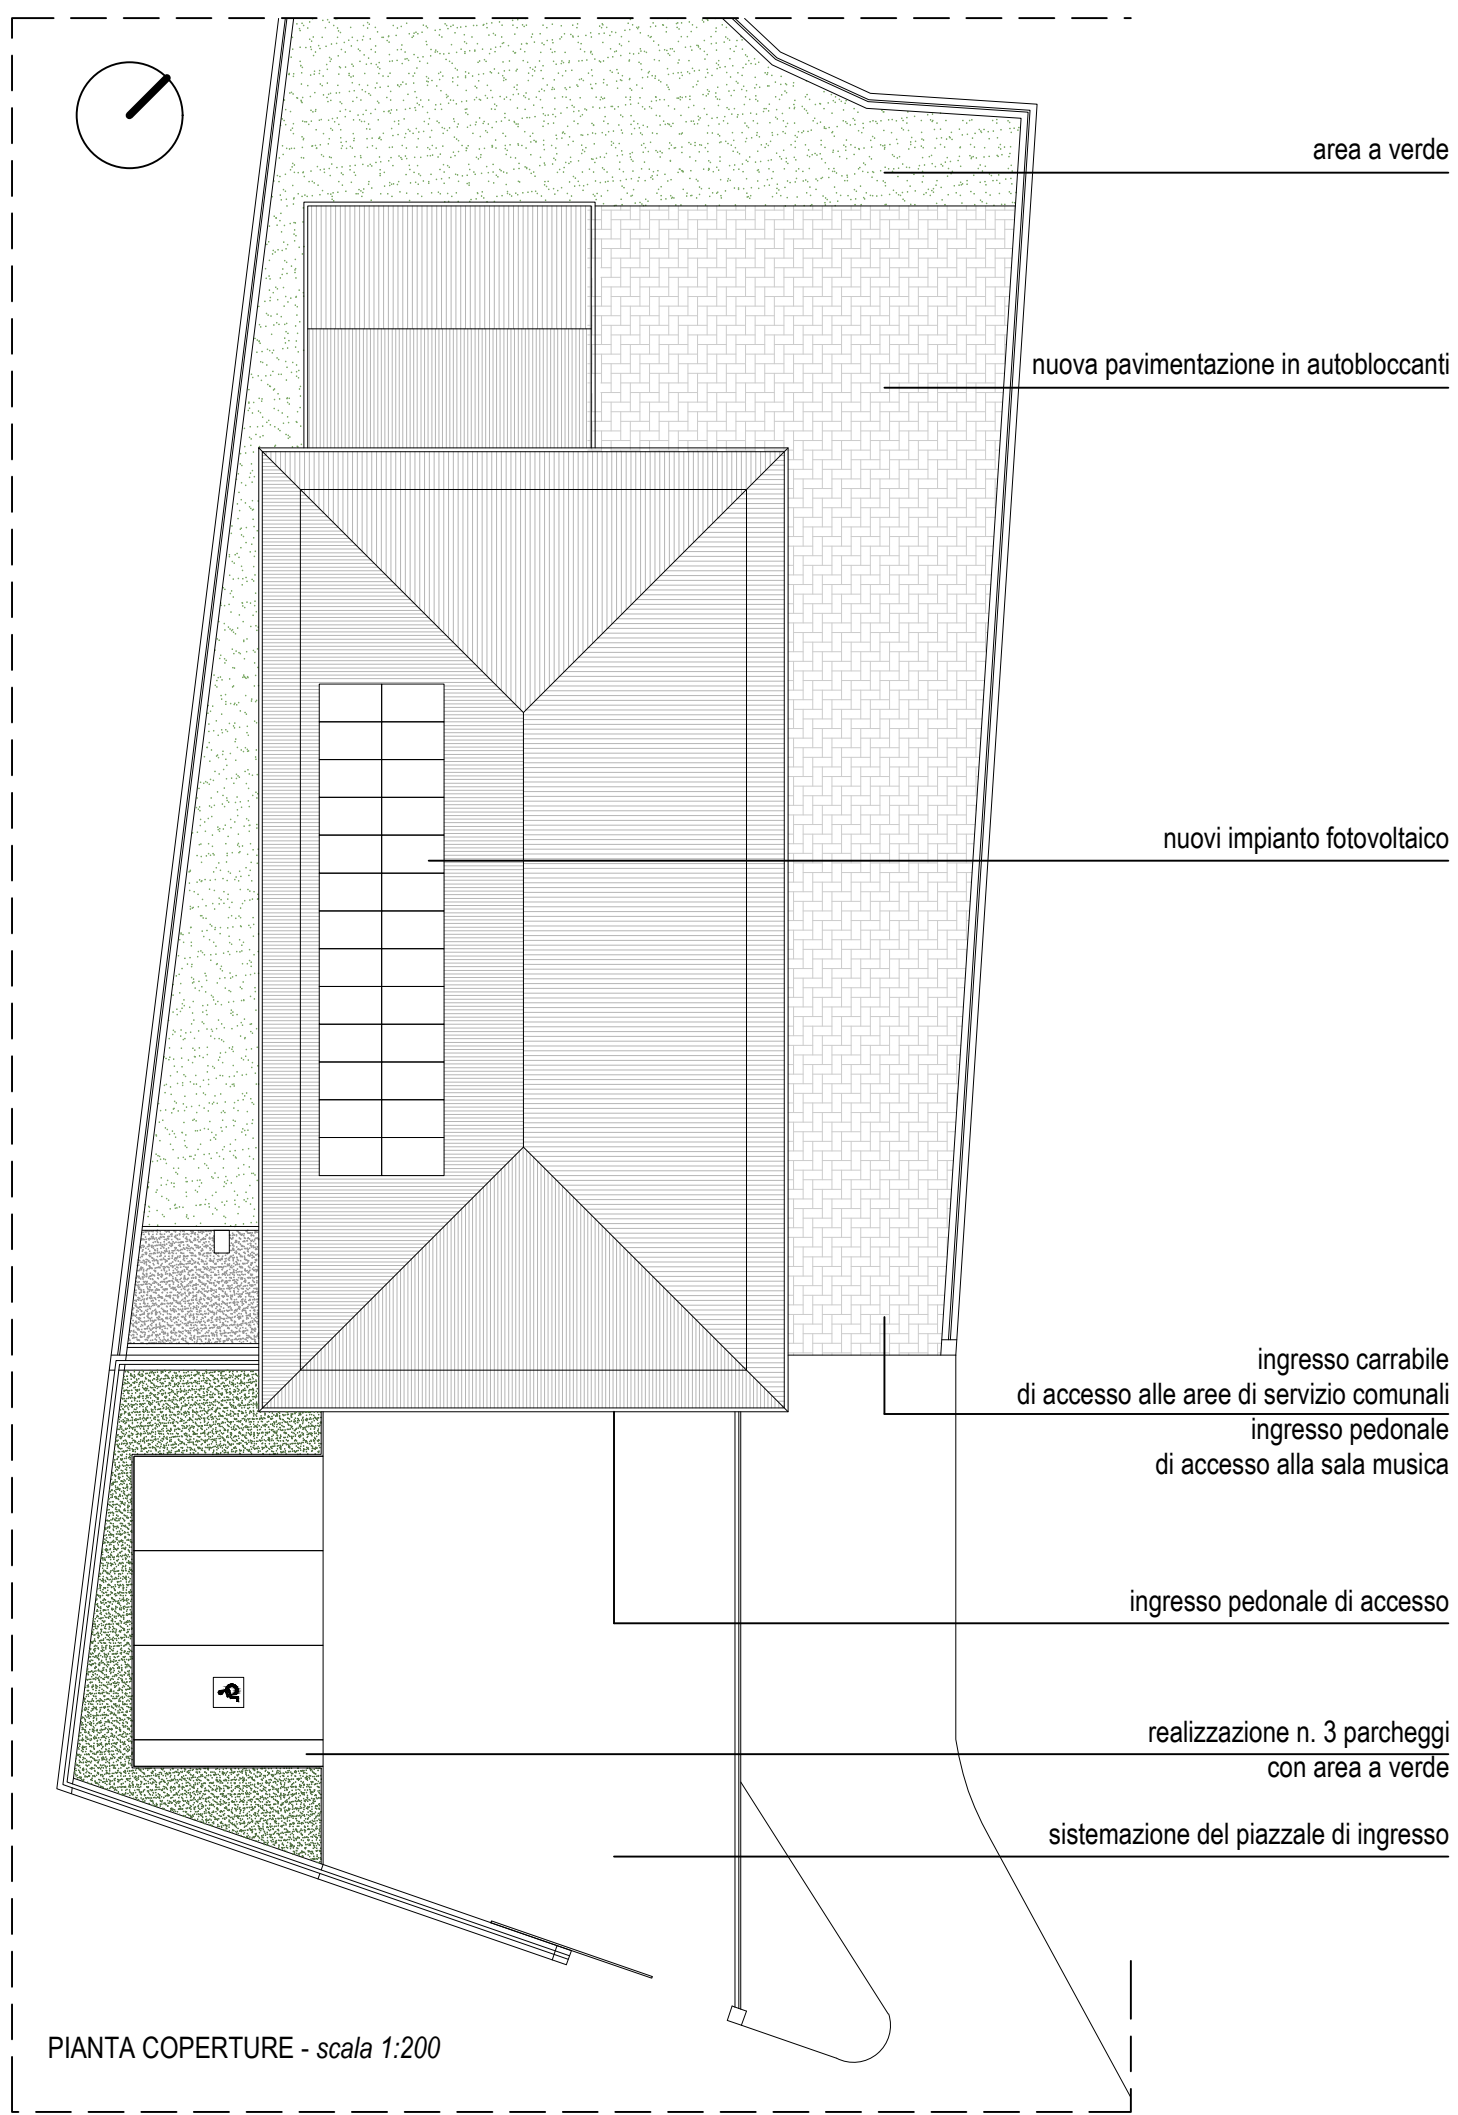 area a verde
nuova pavimentazione in autobloccanti
nuovi impianto fotovoltaico
ingresso carrabile
di accesso alle aree di servizio comunali
ingresso pedonale
di accesso alla sala musica
ingresso pedonale di accesso
realizzazione n. 3 parcheggi
con area a verde
sistemazione del piazzale di ingresso
PIANTA COPERTURE - scala 1:200